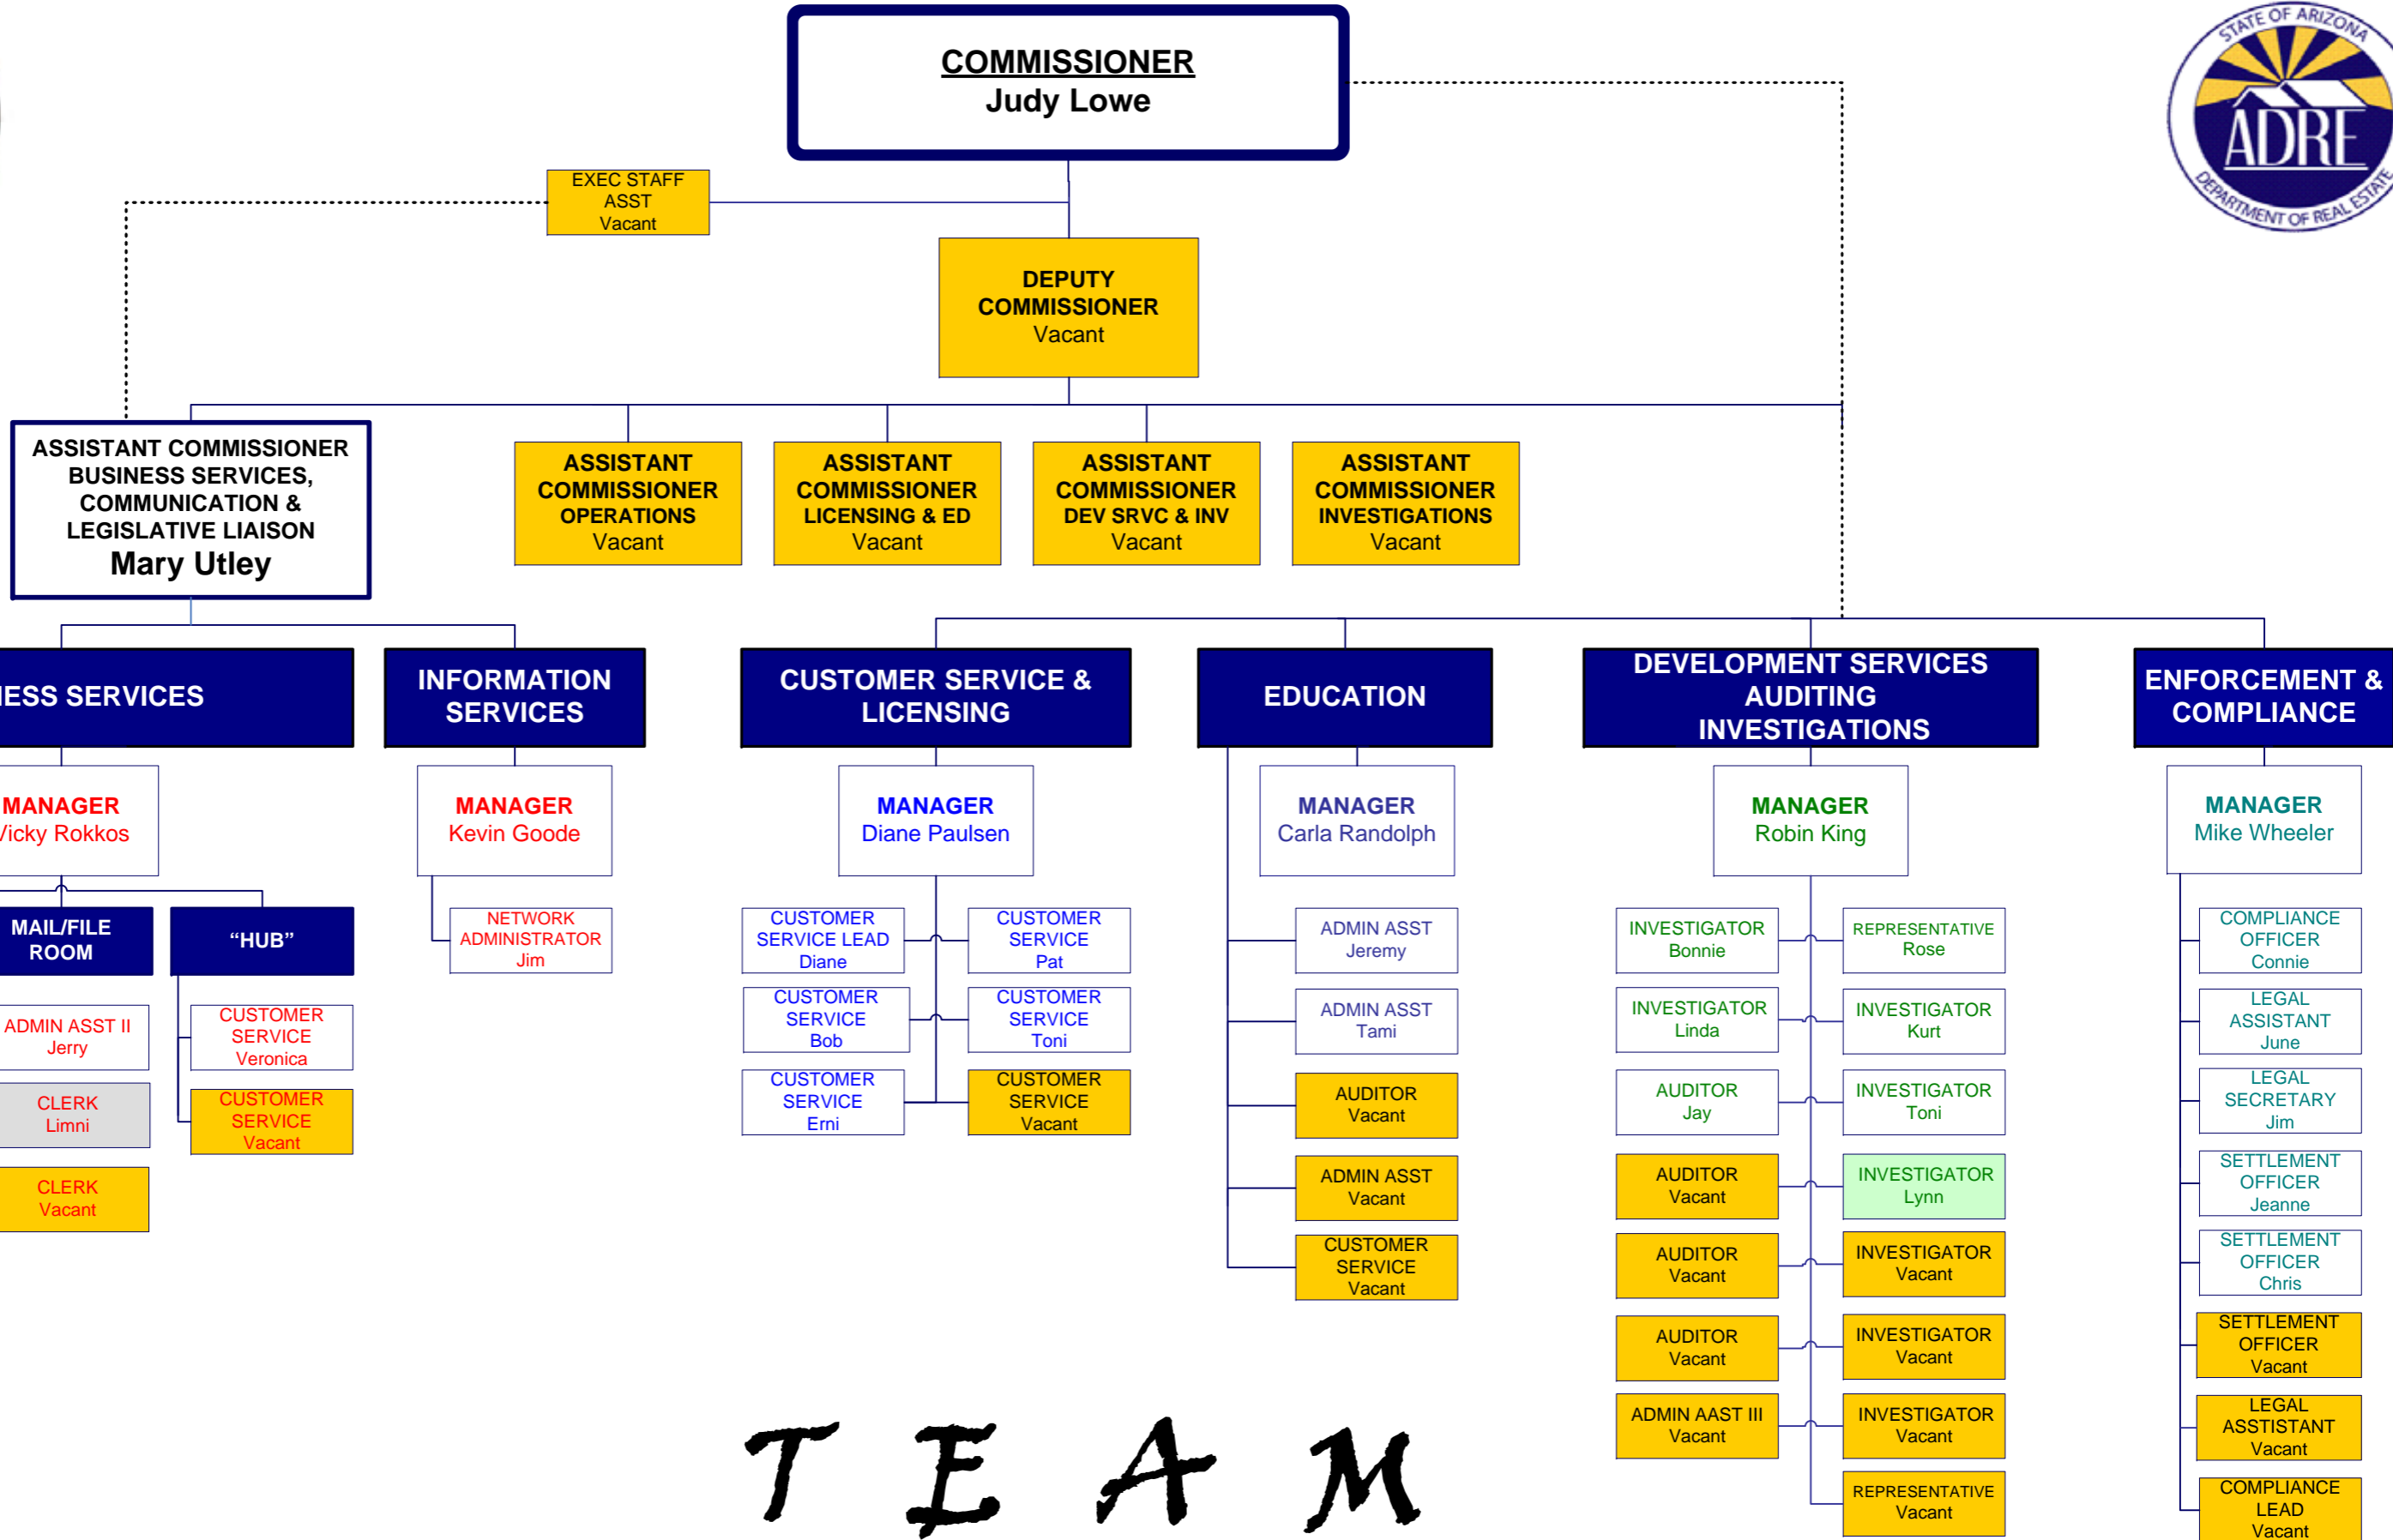 COMMISSIONER
Judy Lowe
STATE OF ARIZONA
ADRE
DEPARTMENT OF REAL ESTATE
EXEC STAFF
ASST
Vacant
DEPUTY
COMMISSIONER
Vacant
ASSISTANT COMMISSIONER
BUSINESS SERVICES,
COMMUNICATION &
LEGISLATIVE LIAISON
Mary Utley
ASSISTANT
COMMISSIONER
OPERATIONS
Vacant
ASSISTANT
COMMISSIONER
LICENSING & ED
Vacant
ASSISTANT
COMMISSIONER
DEV SRVC & INV
Vacant
ASSISTANT
COMMISSIONER
INVESTIGATIONS
Vacant
NESS SERVICES
MANAGER
Vicky Rokkos
MAIL/FILE
ROOM
ADMIN ASST II
Jerry
CLERK
Limni
CLERK
Vacant
“HUB”
CUSTOMER
SERVICE
Veronica
CUSTOMER
SERVICE
Vacant
INFORMATION
SERVICES
MANAGER
Kevin Goode
NETWORK
ADMINISTRATOR
Jim
CUSTOMER SERVICE &
LICENSING
MANAGER
Diane Paulsen
CUSTOMER
SERVICE LEAD
Diane
CUSTOMER
SERVICE
Pat
CUSTOMER
SERVICE
Bob
CUSTOMER
SERVICE
Toni
CUSTOMER
SERVICE
Erni
CUSTOMER
SERVICE
Vacant
EDUCATION
MANAGER
Carla Randolph
ADMIN ASST
Jeremy
ADMIN ASST
Tami
AUDITOR
Vacant
ADMIN ASST
Vacant
CUSTOMER
SERVICE
Vacant
DEVELOPMENT SERVICES
AUDITING
INVESTIGATIONS
MANAGER
Robin King
INVESTIGATOR
Bonnie
REPRESENTATIVE
Rose
INVESTIGATOR
Linda
INVESTIGATOR
Kurt
AUDITOR
Jay
INVESTIGATOR
Toni
AUDITOR
Vacant
INVESTIGATOR
Lynn
AUDITOR
Vacant
INVESTIGATOR
Vacant
AUDITOR
Vacant
INVESTIGATOR
Vacant
ADMIN AAST III
Vacant
INVESTIGATOR
Vacant
REPRESENTATIVE
Vacant
ENFORCEMENT &
COMPLIANCE
MANAGER
Mike Wheeler
COMPLIANCE
OFFICER
Connie
LEGAL
ASSISTANT
June
LEGAL
SECRETARY
Jim
SETTLEMENT
OFFICER
Jeanne
SETTLEMENT
OFFICER
Chris
SETTLEMENT
OFFICER
Vacant
LEGAL
ASSTISTANT
Vacant
COMPLIANCE
LEAD
Vacant
T E A M